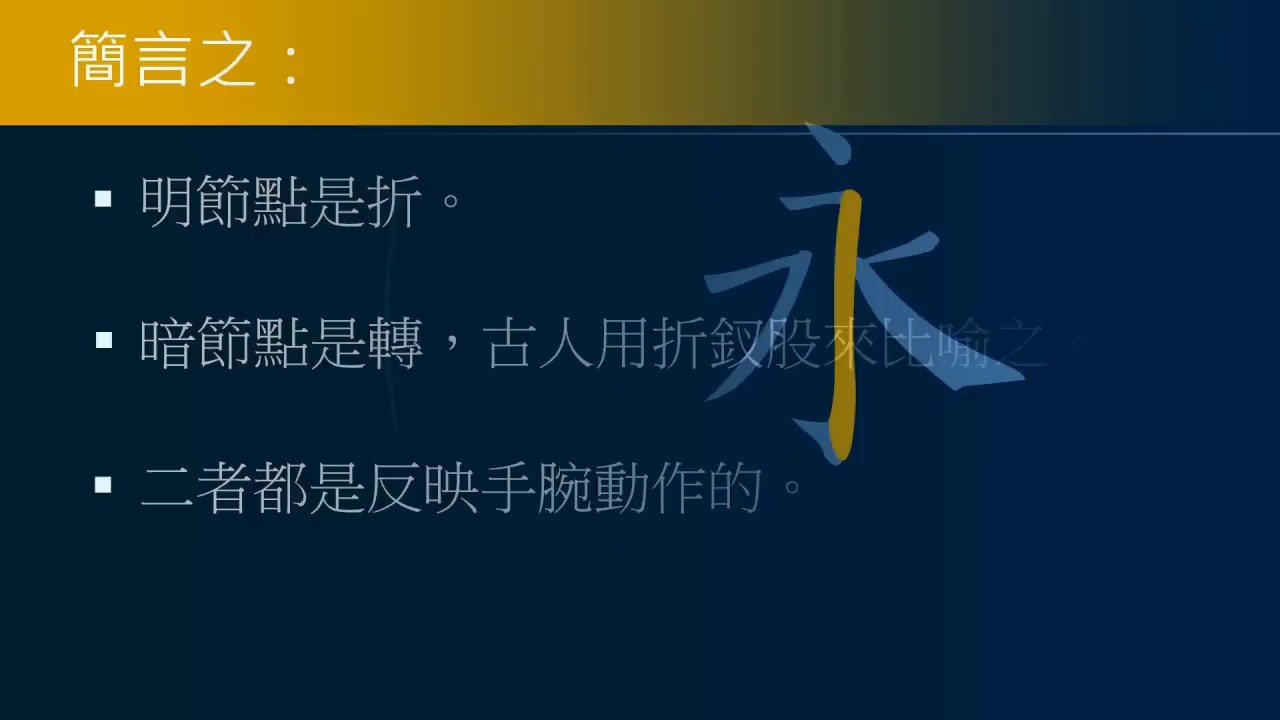 簡言之：
明節點是折。
暗節點是轉，古人用折釵股來比喻之。
二者都是反映手腕動作的。
永